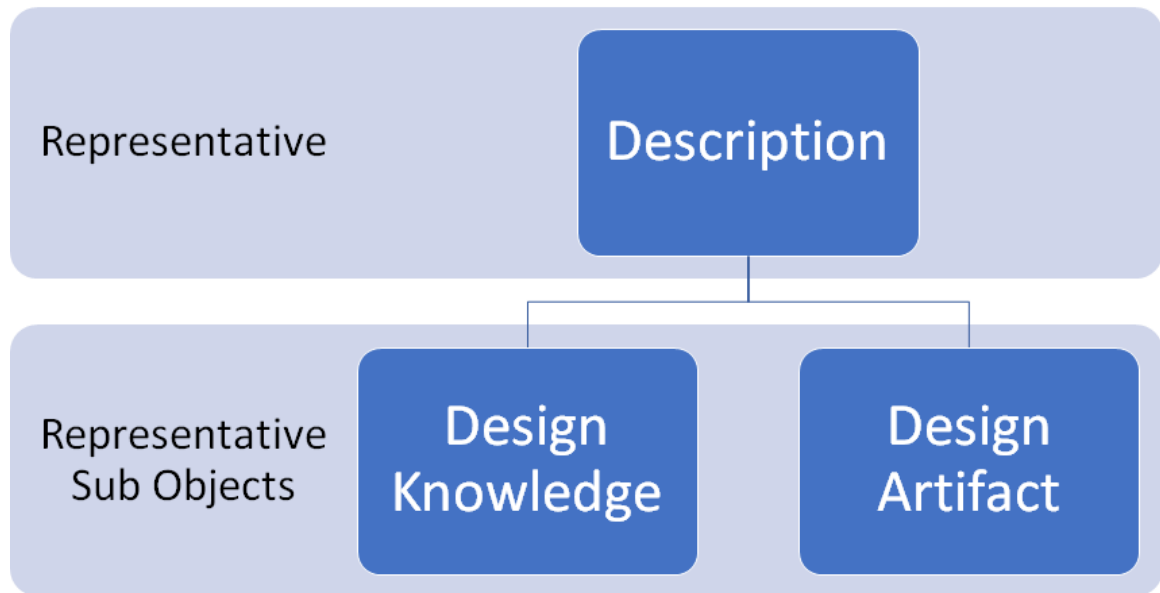 Representative
Description
Representative
Sub Objects
Design
Knowledge
Design
Artifact